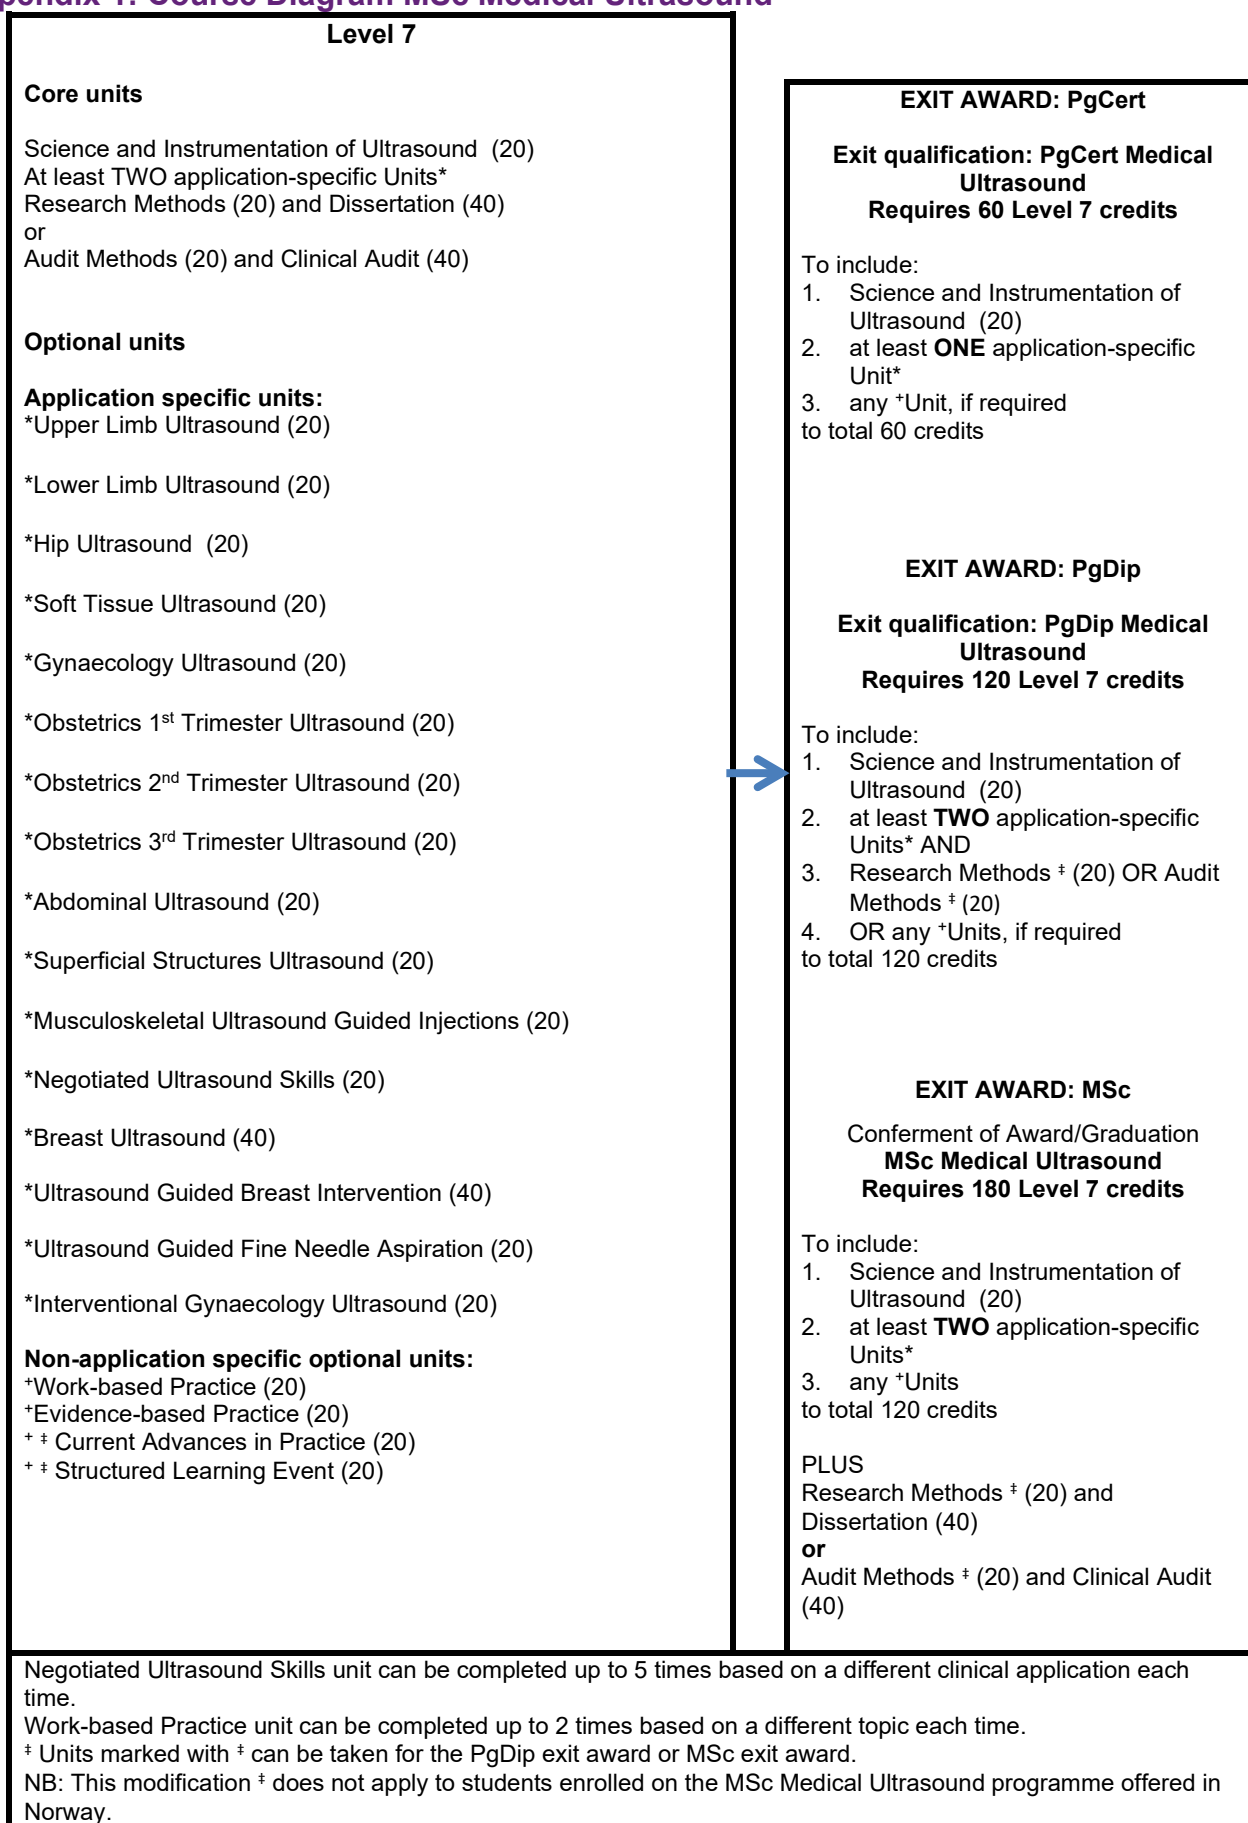 pendix 1: Course Diagram MSc Medical Ultrasound
Level 7
Core units
Science and Instrumentation of Ultrasound  (20)
At least TWO application-specific Units*
Research Methods (20) and Dissertation (40)
or
Audit Methods (20) and Clinical Audit (40)
Optional units
Application specific units:
*Upper Limb Ultrasound (20)
*Lower Limb Ultrasound (20)
*Hip Ultrasound  (20)
*Soft Tissue Ultrasound (20)
*Gynaecology Ultrasound (20)
*Obstetrics 1st Trimester Ultrasound (20)
*Obstetrics 2nd Trimester Ultrasound (20)
*Obstetrics 3rd Trimester Ultrasound (20)
*Abdominal Ultrasound (20)
*Superficial Structures Ultrasound (20)
*Musculoskeletal Ultrasound Guided Injections (20)
*Negotiated Ultrasound Skills (20)
*Breast Ultrasound (40)
*Ultrasound Guided Breast Intervention (40)
*Ultrasound Guided Fine Needle Aspiration (20)
*Interventional Gynaecology Ultrasound (20)
Non-application specific optional units:
+Work-based Practice (20)
+Evidence-based Practice (20)
+ ‡ Current Advances in Practice (20)
+ ‡ Structured Learning Event (20)
EXIT AWARD: PgCert
Exit qualification: PgCert Medical
Ultrasound
Requires 60 Level 7 credits
To include:
1. Science and Instrumentation of
Ultrasound  (20)
2. at least ONE application-specific
Unit*
3. any +Unit, if required
to total 60 credits
EXIT AWARD: PgDip
Exit qualification: PgDip Medical
Ultrasound
Requires 120 Level 7 credits
To include:
1. Science and Instrumentation of
Ultrasound  (20)
2. at least TWO application-specific
Units* AND
3. Research Methods ‡ (20) OR Audit
Methods ‡ (20)
4. OR any +Units, if required
to total 120 credits
EXIT AWARD: MSc
Conferment of Award/Graduation
MSc Medical Ultrasound
Requires 180 Level 7 credits
To include:
1. Science and Instrumentation of
Ultrasound  (20)
2. at least TWO application-specific
Units*
3. any +Units
to total 120 credits
PLUS
Research Methods ‡ (20) and
Dissertation (40)
or
Audit Methods ‡ (20) and Clinical Audit
(40)
Negotiated Ultrasound Skills unit can be completed up to 5 times based on a different clinical application each
time.
Work-based Practice unit can be completed up to 2 times based on a different topic each time.
‡ Units marked with ‡ can be taken for the PgDip exit award or MSc exit award.
NB: This modification ‡ does not apply to students enrolled on the MSc Medical Ultrasound programme offered in
Norway.